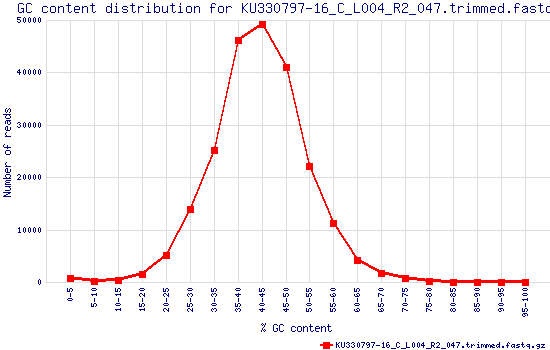 GC content distribution for KU330797-16_C_L004_R2_047.trimmed.fastq
50000
40000
30000
20000
10000
0
Number of reads
0-5 5-10 10-15 15-20 20-25 25-30 30-35 35-40 40-45 45-50 50-55 55-60 60-65 65-70 70-75 75-80 80-85 85-90 90-95 95-100
% GC content
KU330797-16_C_L004_R2_047.trimmed.fastq.gz